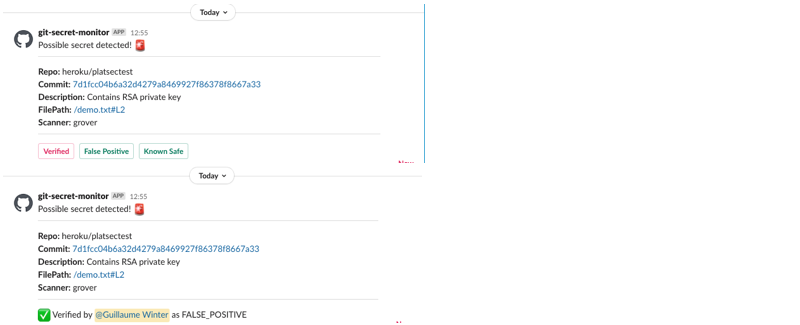 Today
git-secret-monitor APP 12:55
Possible secret detected! 🚨
Repo: heroku/platsectest
Commit: 7d1fcc04b6a32d4279a8469927f86378f8667a33
Description: Contains RSA private key
FilePath: /demo.txt#L2
Scanner: grover
Verified False Positive Known Safe
Today
git-secret-monitor APP 12:55
Possible secret detected! 🚨
Repo: heroku/platsectest
Commit: 7d1fcc04b6a32d4279a8469927f86378f8667a33
Description: Contains RSA private key
FilePath: /demo.txt#L2
Scanner: grover
✅ Verified by @Guillaume Winter as FALSE_POSITIVE